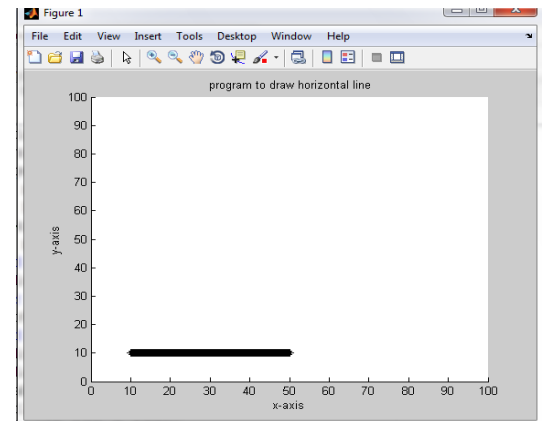 Figure 1
File Edit View Insert Tools Desktop Window Help
program to draw horizontal line
100
90
80
70
60
50
40
30
20
10
0
y-axis
0 10 20 30 40 50 60 70 80 90 100
x-axis